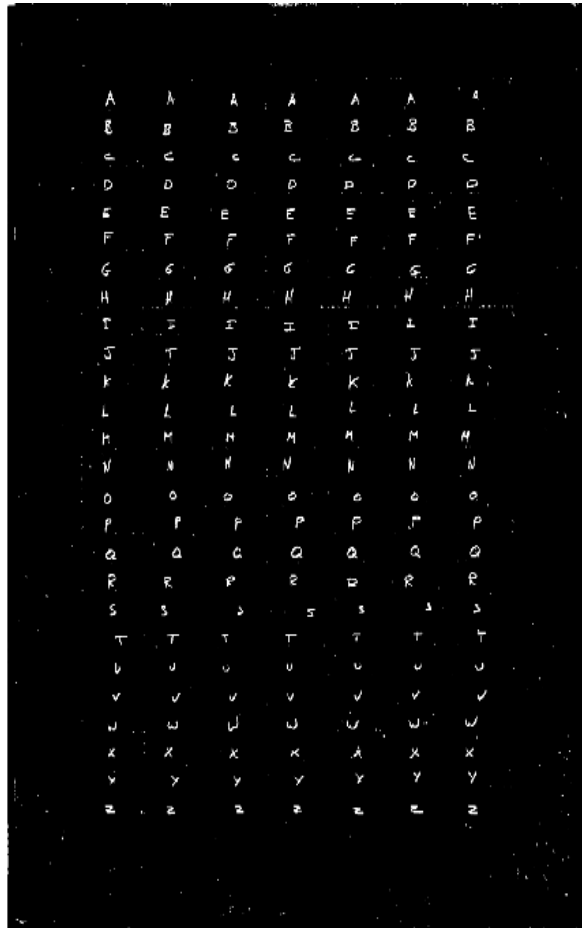 A A A A A A A
B B B B B B B
C C C C C C C
D D D D D D D
E E E E E E E
F F F F F F F
G G G G G G G
H H H H H H H
I I I I I I I
J J J J J J J
K K K K K K K
L L L L L L L
M M M M M M M
N N N N N N N
O O O O O O O
P P P P P P P
Q Q Q Q Q Q Q
R R R R R R R
S S S S S S S
T T T T T T T
U U U U U U U
V V V V V V V
W W W W W W W
X X X X X X X
Y Y Y Y Y Y Y
Z Z Z Z Z Z Z